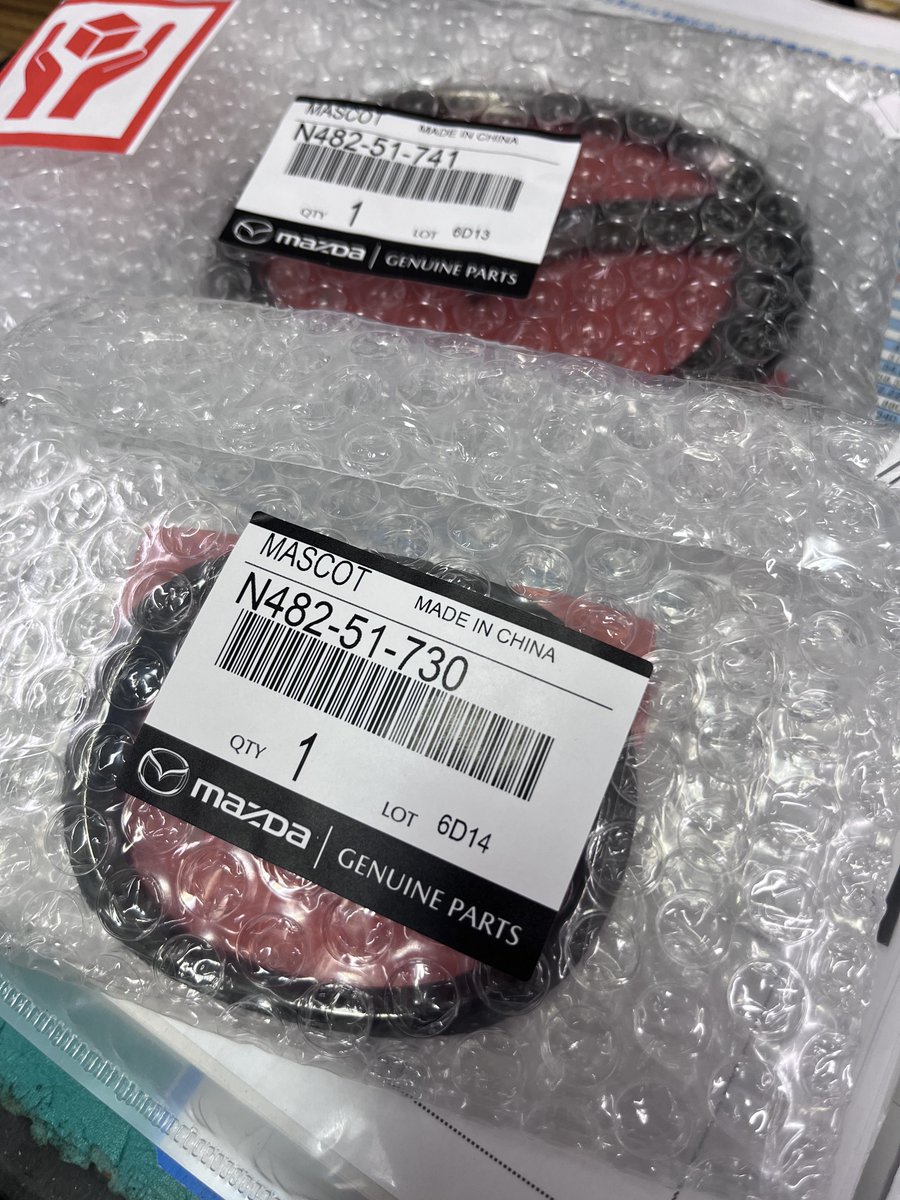 MASCOT
MADE IN CHINA
N482-51-741
QTY 1
LOT 6D13
mazda | GENUINE PARTS
MASCOT
MADE IN CHINA
N482-51-730
QTY 1
LOT 6D14
mazda | GENUINE PARTS